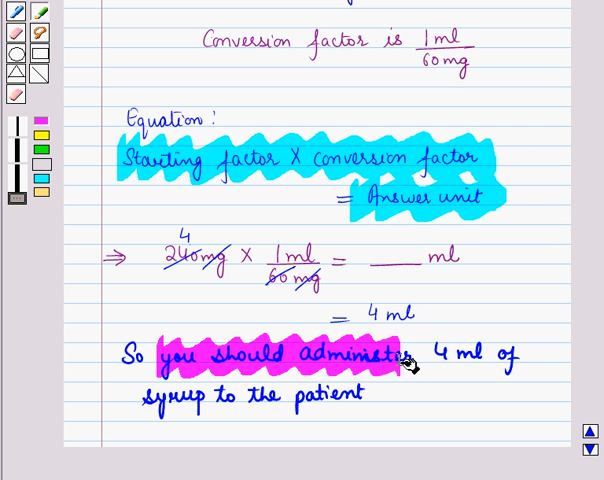 Conversion factor is 1ml/60mg
Equation:
Starting factor X conversion factor
= Answer unit
4
⇒ 240mg X 1ml/60mg = ___ ml
= 4 ml
So you should administer 4 ml of
syrup to the patient